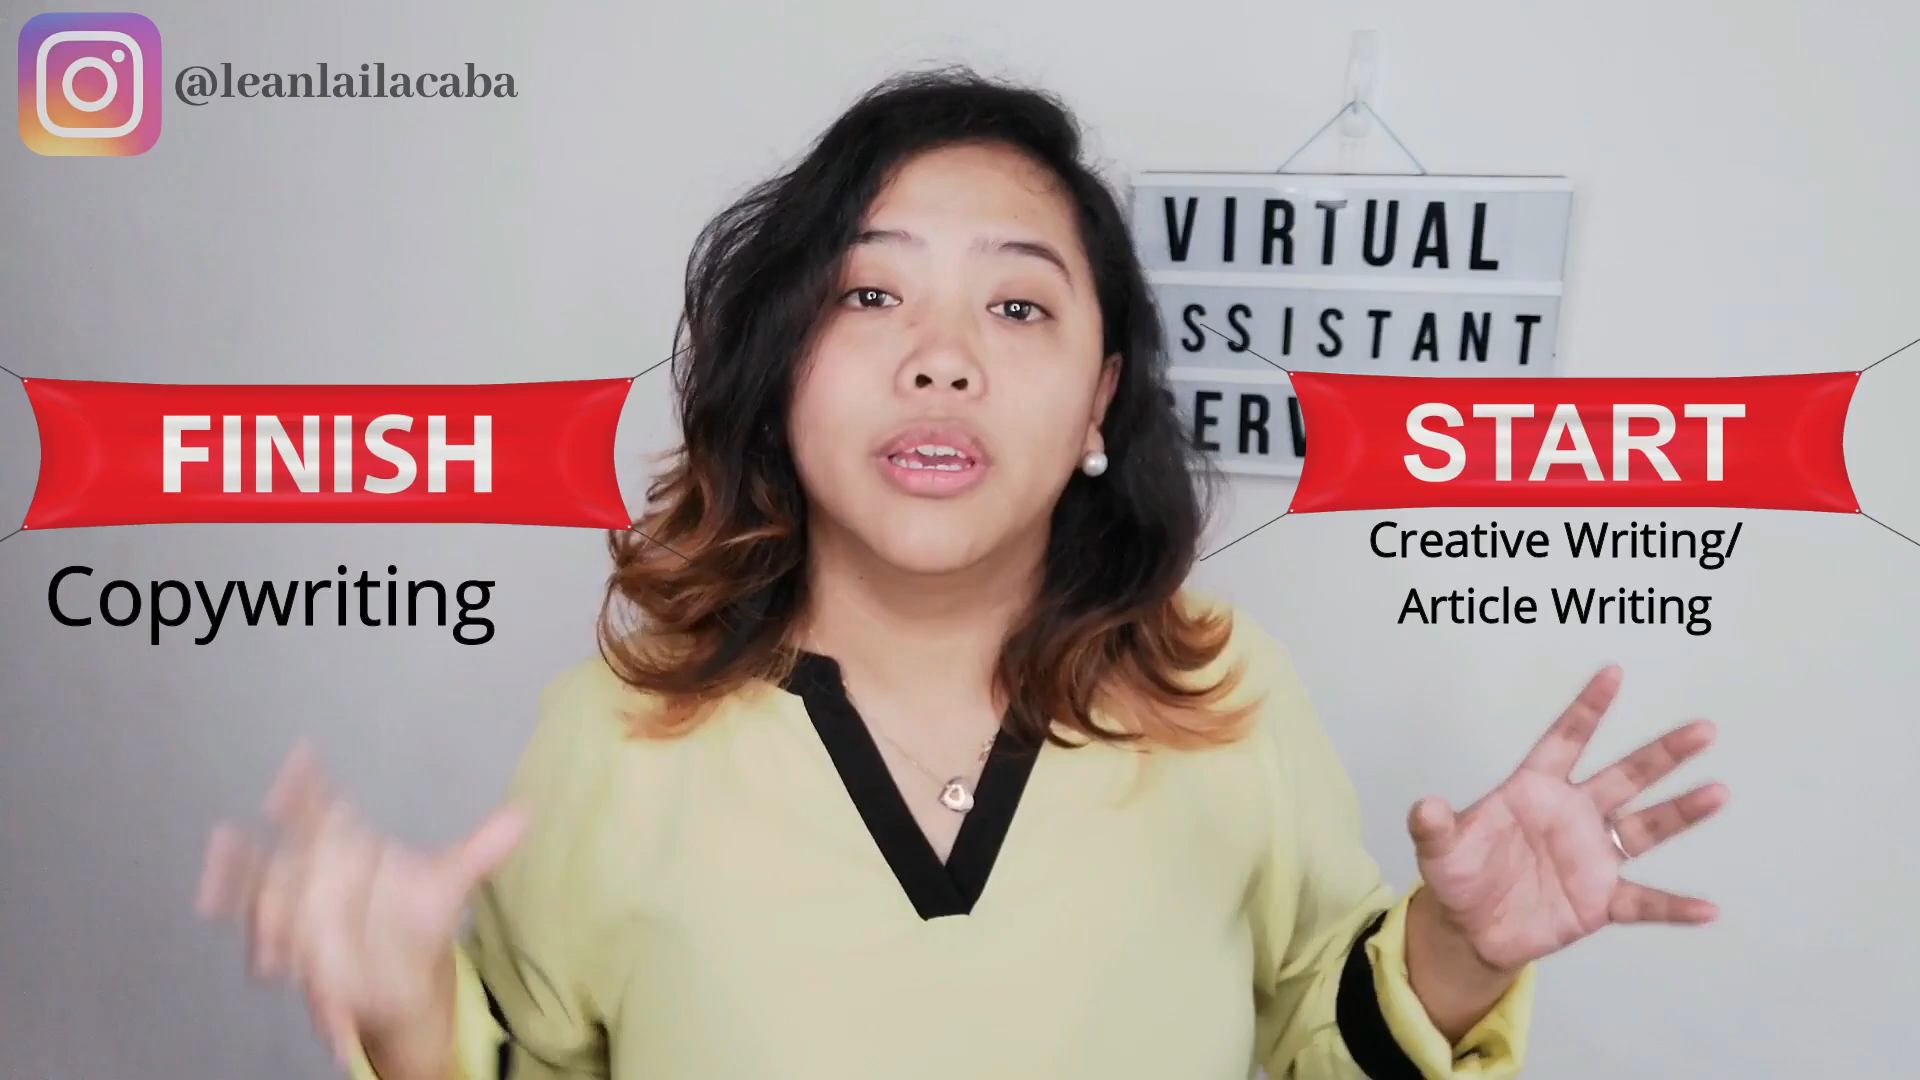 @leanlailacaba
VIRTUAL
SSISTANT
FINISH
START
Copywriting
Creative Writing/
Article Writing